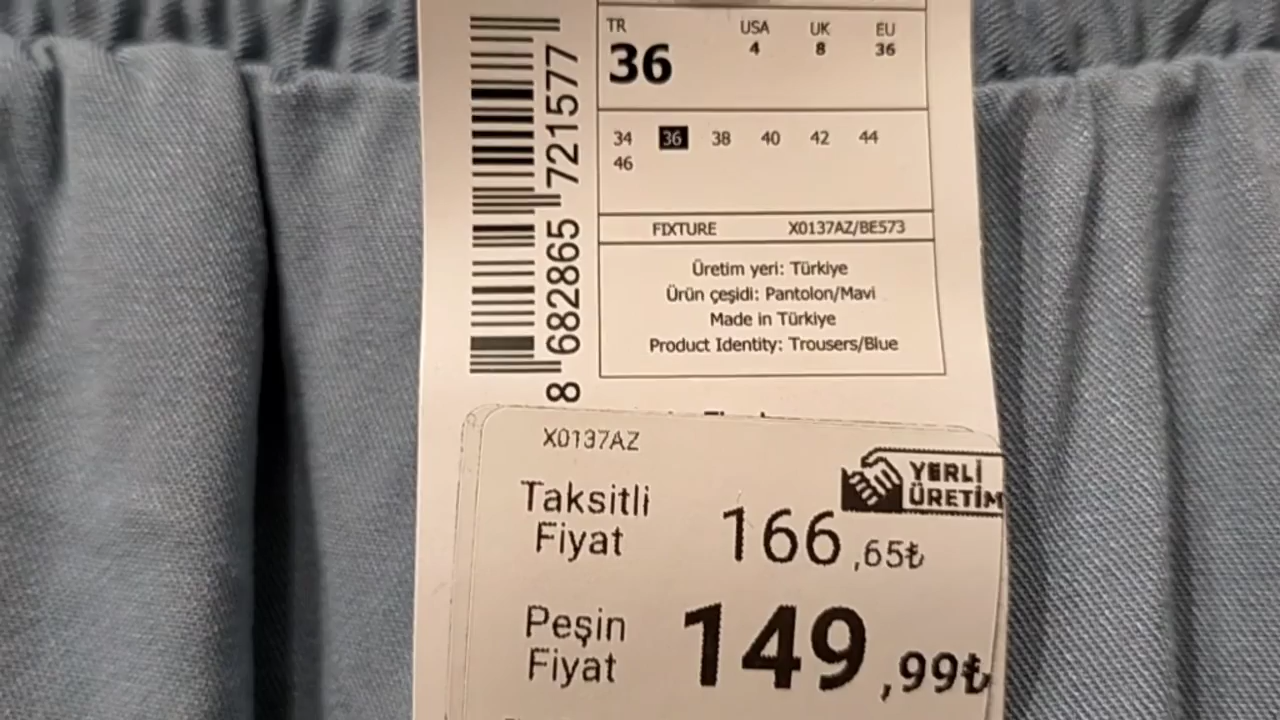 TR USA UK EU
36 4 8 36
34 36 38 40 42 44
46
FIXTURE X0137AZ/BE573
Üretim yeri: Türkiye
Ürün çeşidi: Pantolon/Mavi
Made in Türkiye
Product Identity: Trousers/Blue
8 682865 721577
X0137AZ
YERLİ
ÜRETİM
Taksitli
Fiyat 166,65₺
Peşin
Fiyat 149,99₺